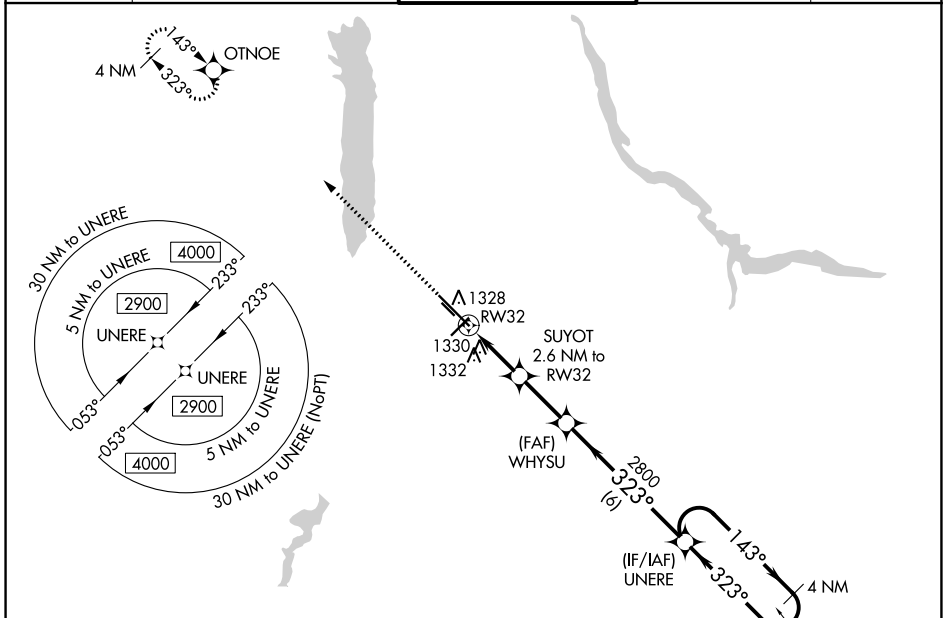 143°
OTNOE
4 NM
323°
30 NM to UNERE
4000
233°
5 NM to UNERE
2900
UNERE
053°
233°
UNERE
2900
053°
5 NM to UNERE
4000
30 NM to UNERE (NoPT)
1328
RW32
1330
1332
SUYOT
2.6 NM to
RW32
(FAF)
WHYSU
2800
323°
(6)
(IF/IAF)
UNERE
143°
323°
4 NM